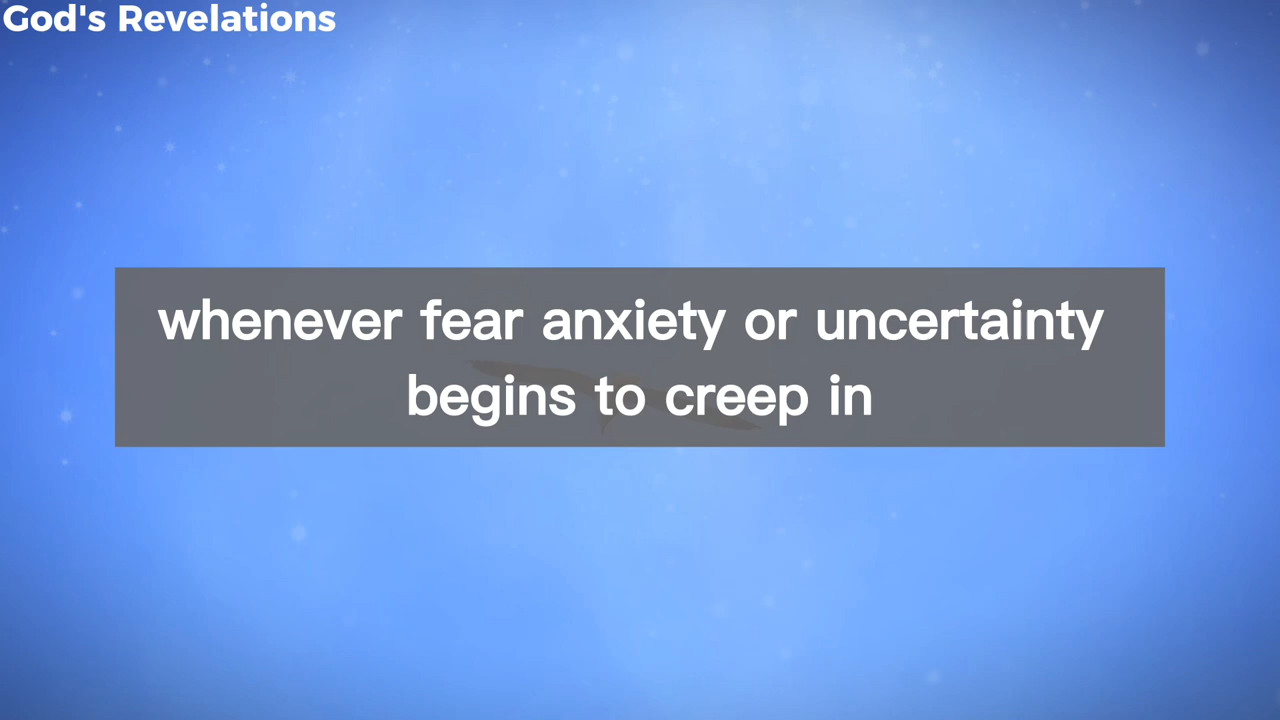 God's Revelations
whenever fear anxiety or uncertainty
begins to creep in